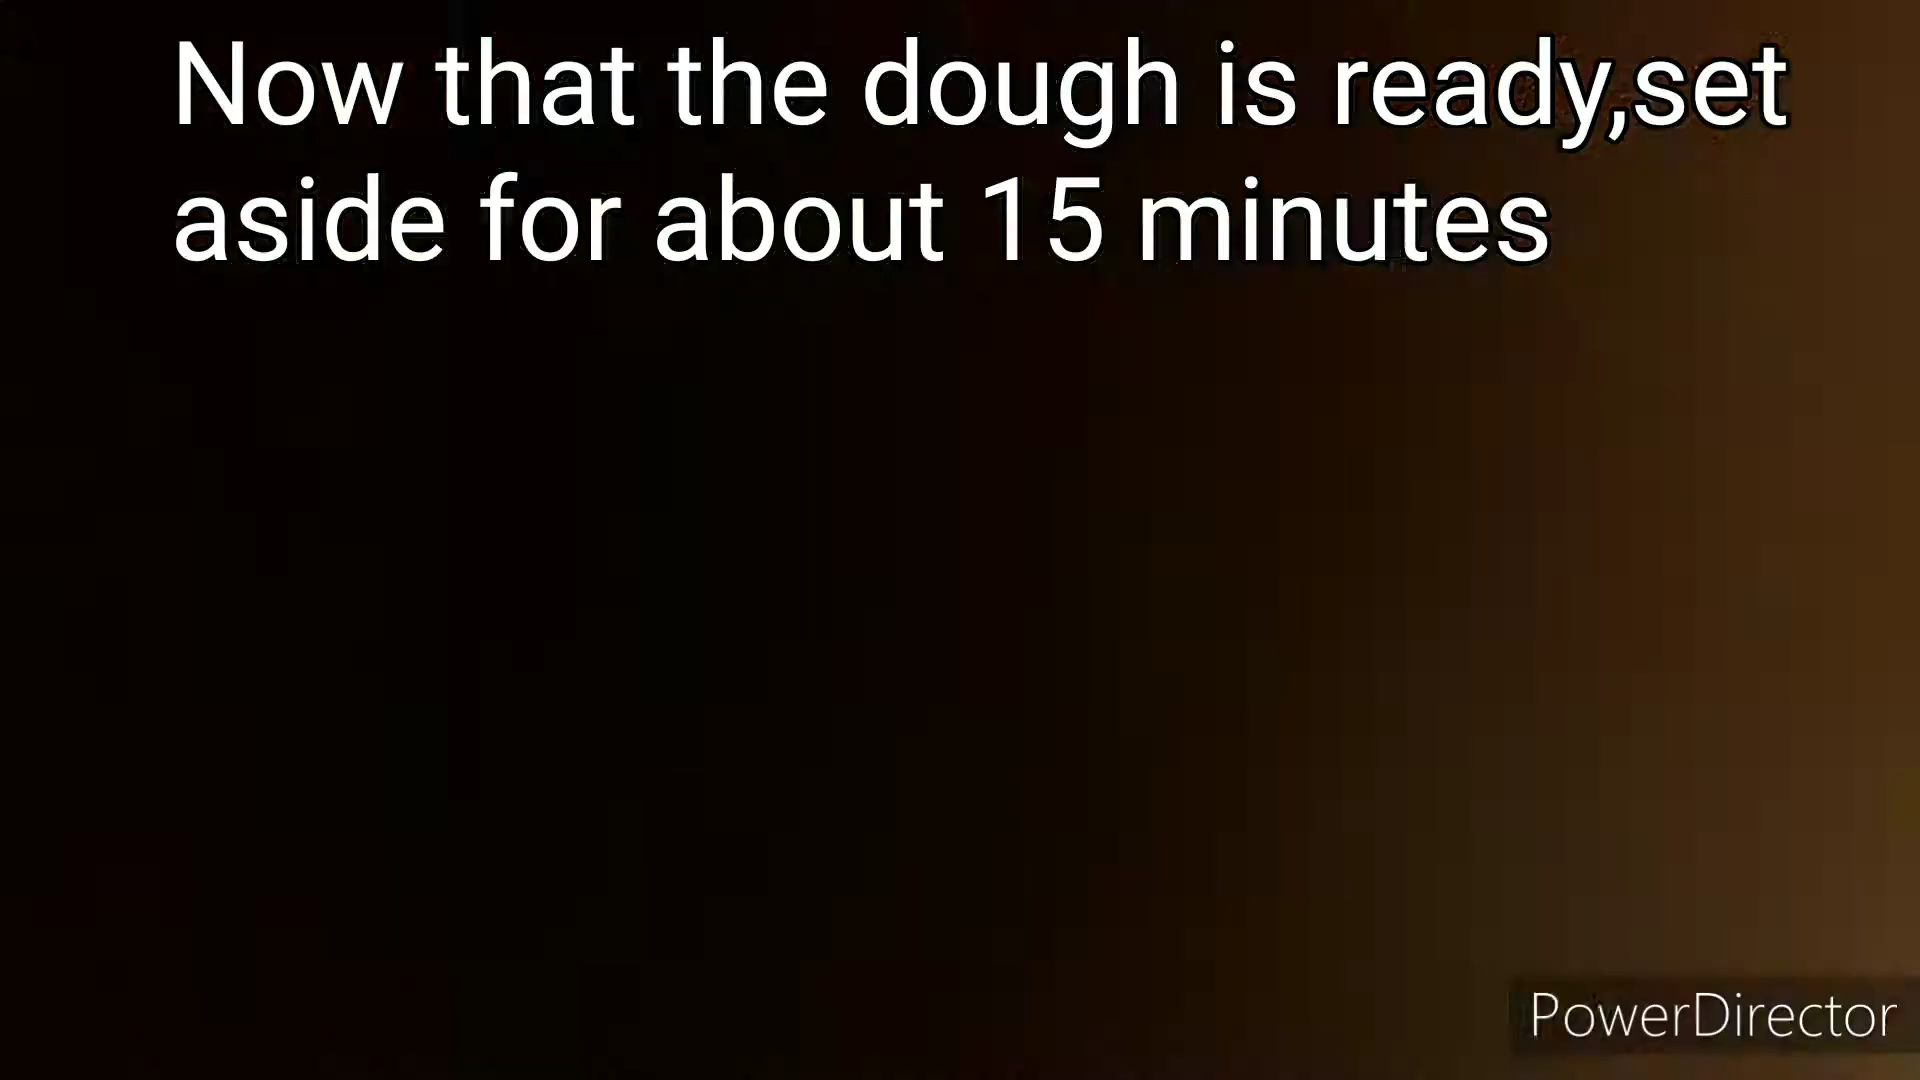 Now that the dough is ready,set
aside for about 15 minutes
PowerDirector